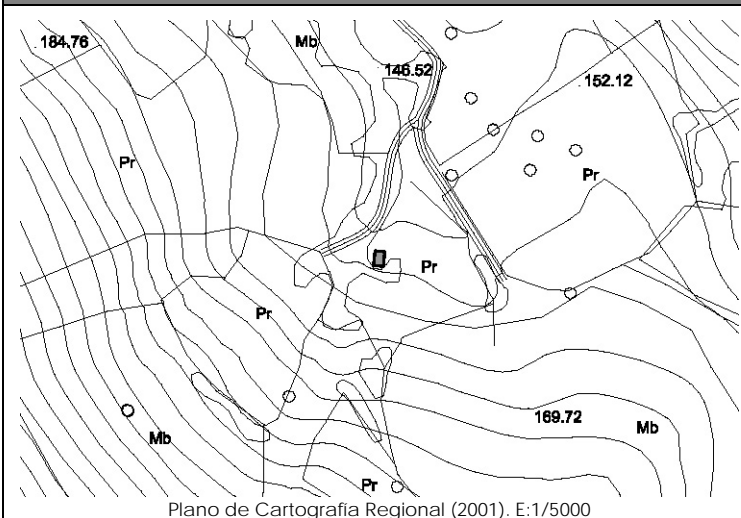 184.76
Mb
146.52
152.12
Pr
Pr
Pr
Pr
169.72
Mb
Mb
Pr
Plano de Cartografía Regional (2001). E:1/5000